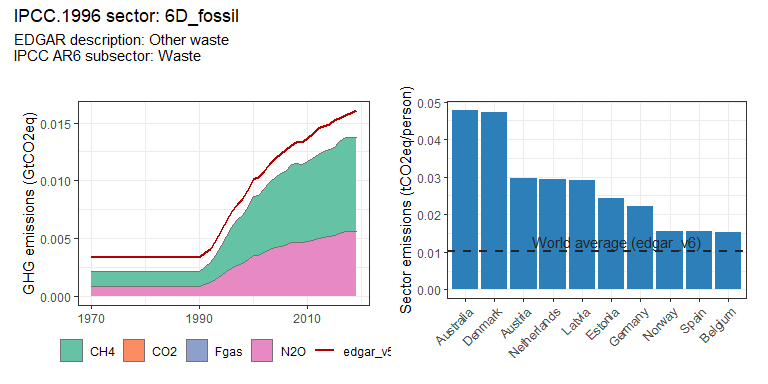 IPCC.1996 sector: 6D_fossil
EDGAR description: Other waste
IPCC AR6 subsector: Waste
GHG emissions (GtCO2eq)
0.015
0.010
0.005
0.000
1970
1990
2010
CH4
CO2
Fgas
N2O
edgar_v5
Sector emissions (tCO2eq/person)
0.05
0.04
0.03
0.02
0.01
0.00
World average (edgar_v6)
Australia
Denmark
Austria
Netherlands
Latvia
Estonia
Germany
Norway
Spain
Belgium